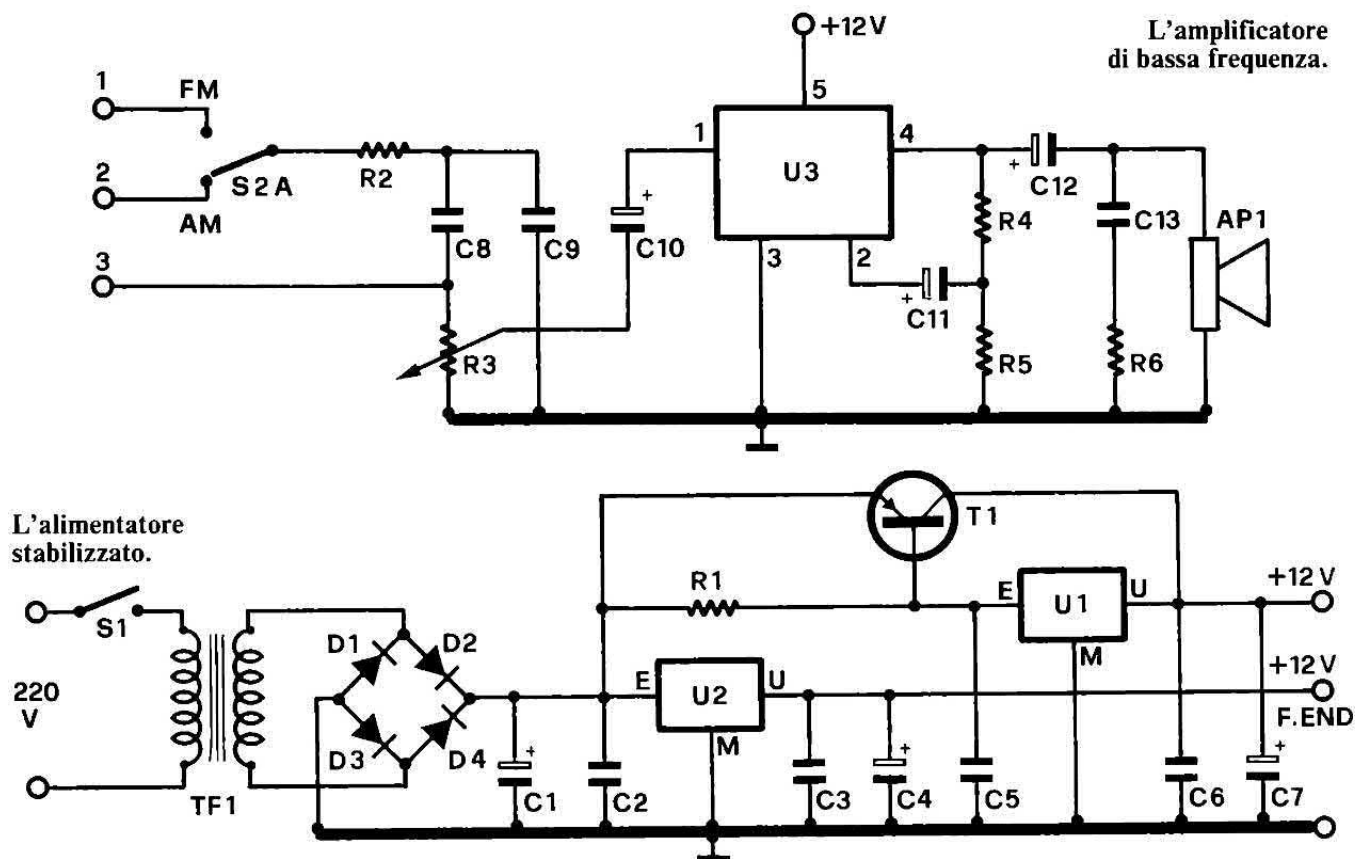 +12V
L'amplificatore
di bassa frequenza.
1
FM
5
1
4
2
S2A
R2
U3
+
C12
AM
C8
C9
+
C10
R4
C13
AP1
3
3
2
+
C11
R3
R5
R6
L'alimentatore
stabilizzato.
T1
S1
R1
E
U1
U
+12 V
D1
D2
M
+12 V
220
V
E
U2
U
F.END
M
D3
D4
+
+
+
TF1
C1
C2
C3
C4
C5
C6
C7